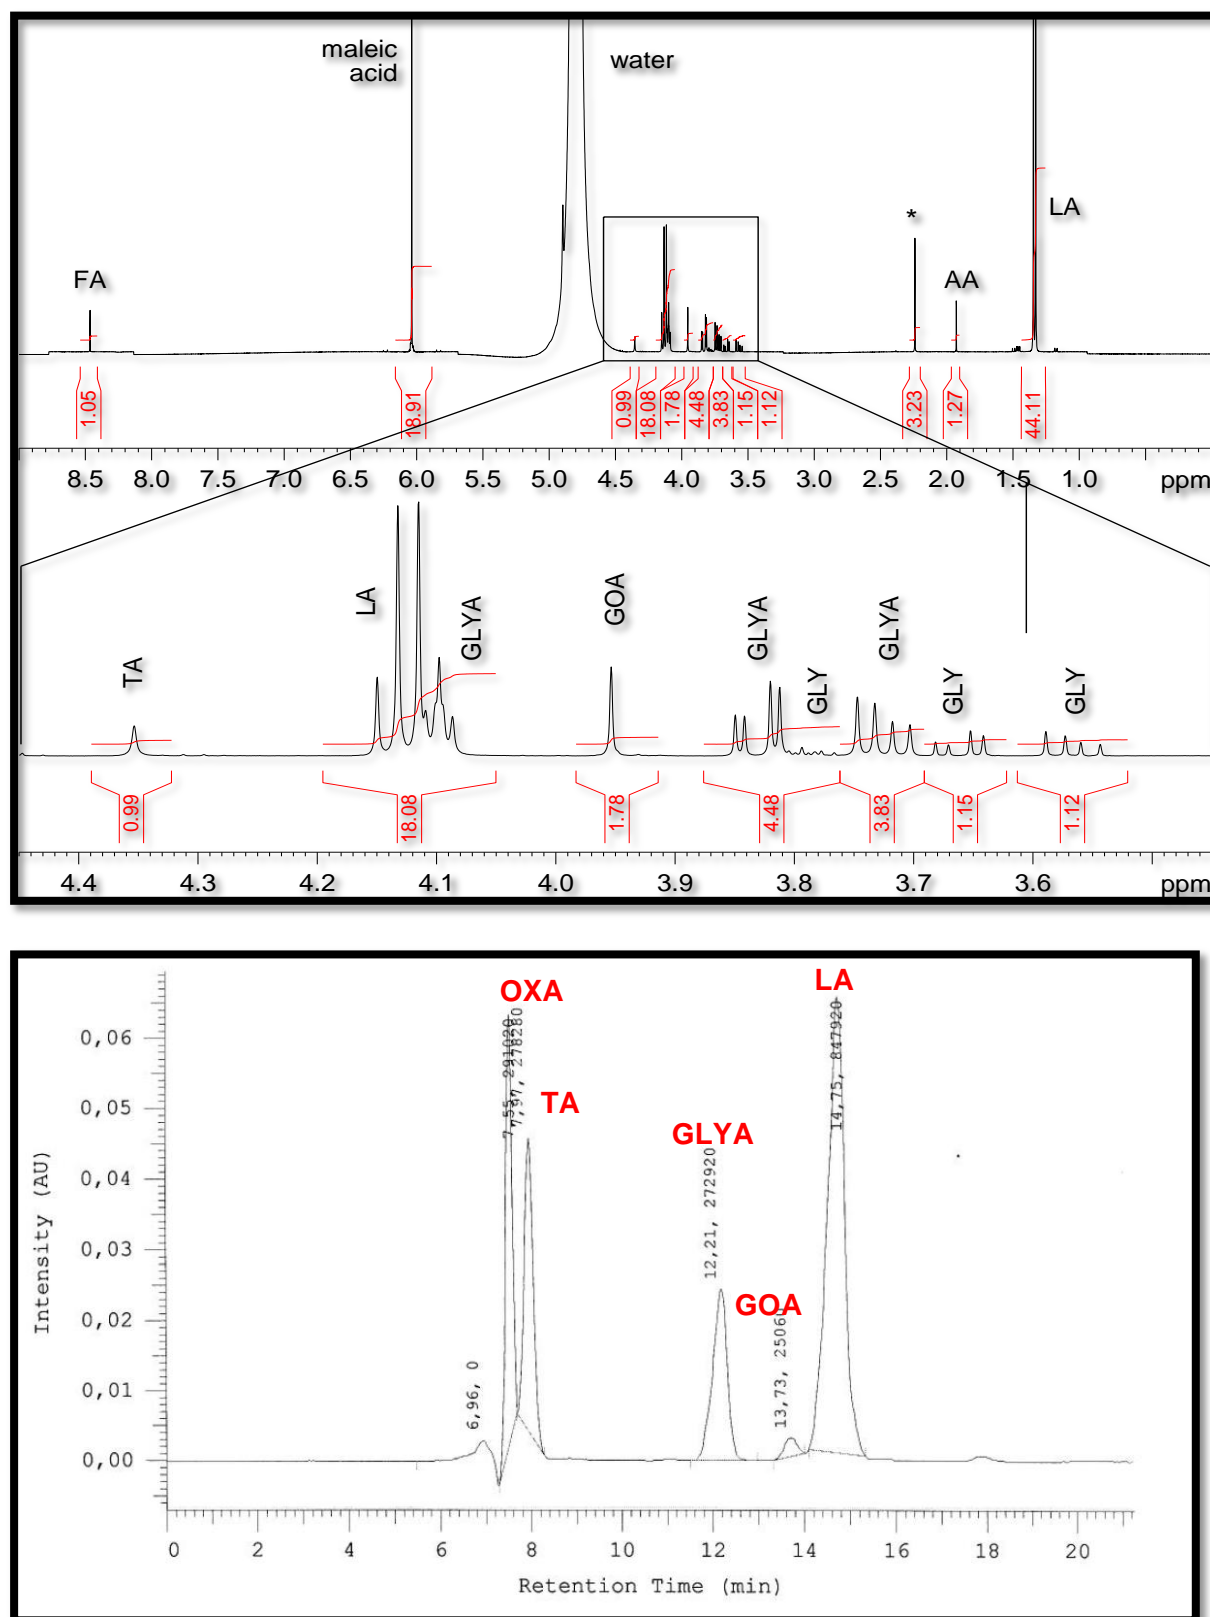 maleic
acid
water
FA
*
AA
LA
1.05
18.91
0.99
18.08
1.78
4.48
3.83
1.15
1.12
3.23
1.27
44.11
8.5 8.0 7.5 7.0 6.5 6.0 5.5 5.0 4.5 4.0 3.5 3.0 2.5 2.0 1.5 1.0 ppm
TA
LA
GLYA
GOA
GLYA
GLY
GLYA
GLY
GLY
0.99
18.08
1.78
4.48
3.83
1.15
1.12
4.4 4.3 4.2 4.1 4.0 3.9 3.8 3.7 3.6 ppm
OXA
LA
TA
GLYA
GOA
6,96, 0
7,55, 291020
7,97, 278280
12,21, 272920
13,73, 25060
14,75, 847920
0,06
0,05
0,04
0,03
0,02
0,01
0,00
Intensity (AU)
0 2 4 6 8 10 12 14 16 18 20
Retention Time (min)